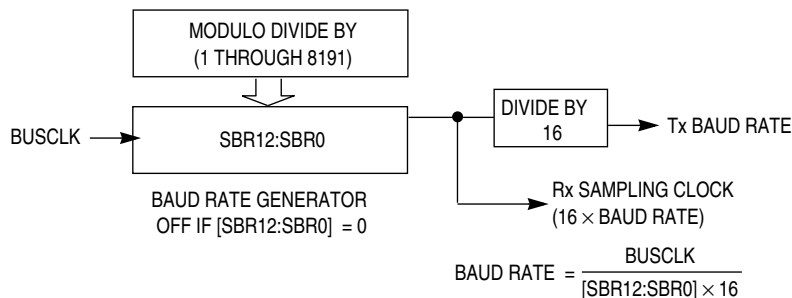 MODULO DIVIDE BY
(1 THROUGH 8191)
BUSCLK
SBR12:SBR0
DIVIDE BY
16
Tx BAUD RATE
BAUD RATE GENERATOR
OFF IF [SBR12:SBR0] = 0
Rx SAMPLING CLOCK
(16 × BAUD RATE)
BAUD RATE =
BUSCLK
[SBR12:SBR0] × 16